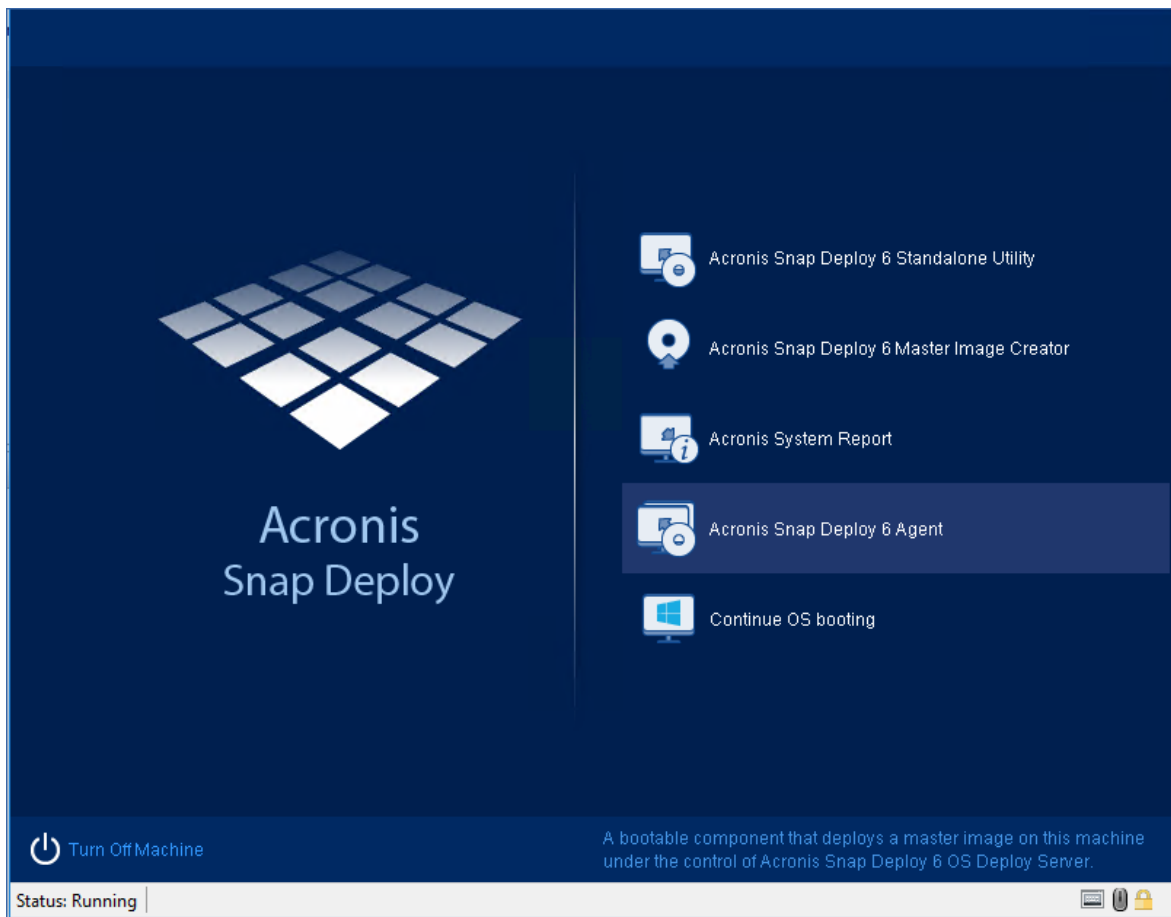 Acronis
Snap Deploy
Acronis Snap Deploy 6 Standalone Utility
Acronis Snap Deploy 6 Master Image Creator
Acronis System Report
Acronis Snap Deploy 6 Agent
Continue OS booting
Turn Off Machine
A bootable component that deploys a master image on this machine
under the control of Acronis Snap Deploy 6 OS Deploy Server.
Status: Running